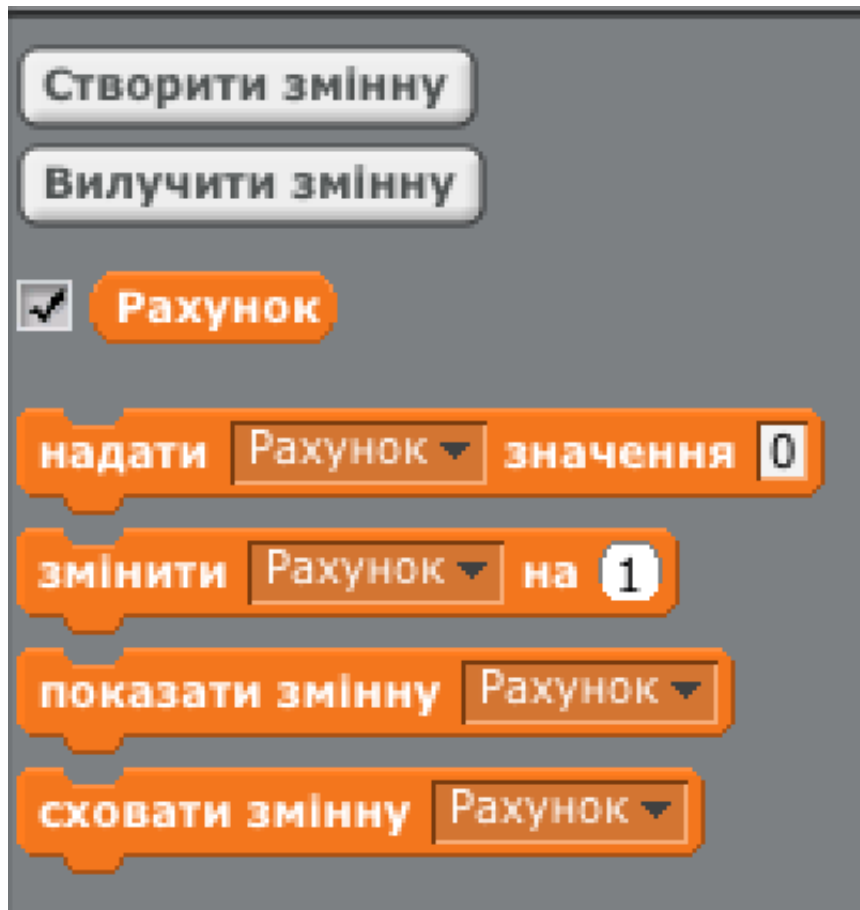 Створити змінну
Вилучити змінну
Рахунок
надати Рахунок значення 0
змінити Рахунок на 1
показати змінну Рахунок
сховати змінну Рахунок